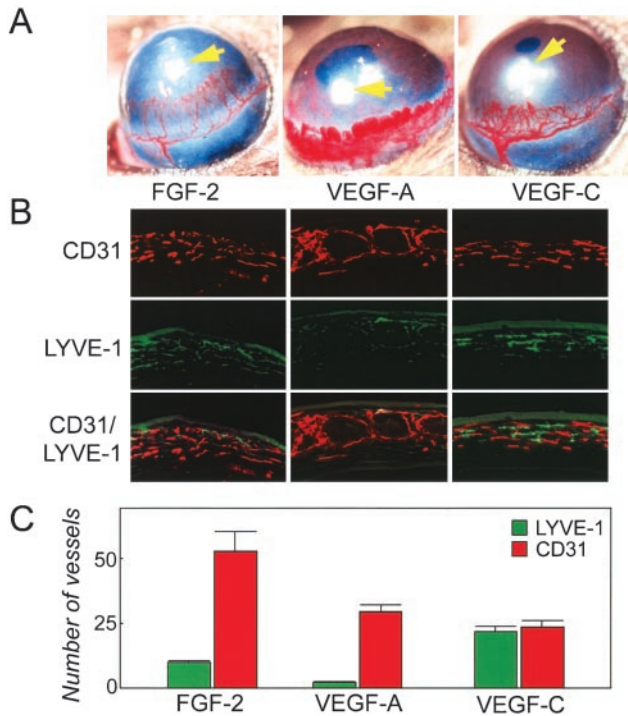 A
FGF-2 VEGF-A VEGF-C
B
CD31
LYVE-1
CD31/
LYVE-1
C
Number of vessels
50
25
0
LYVE-1
CD31
FGF-2 VEGF-A VEGF-C